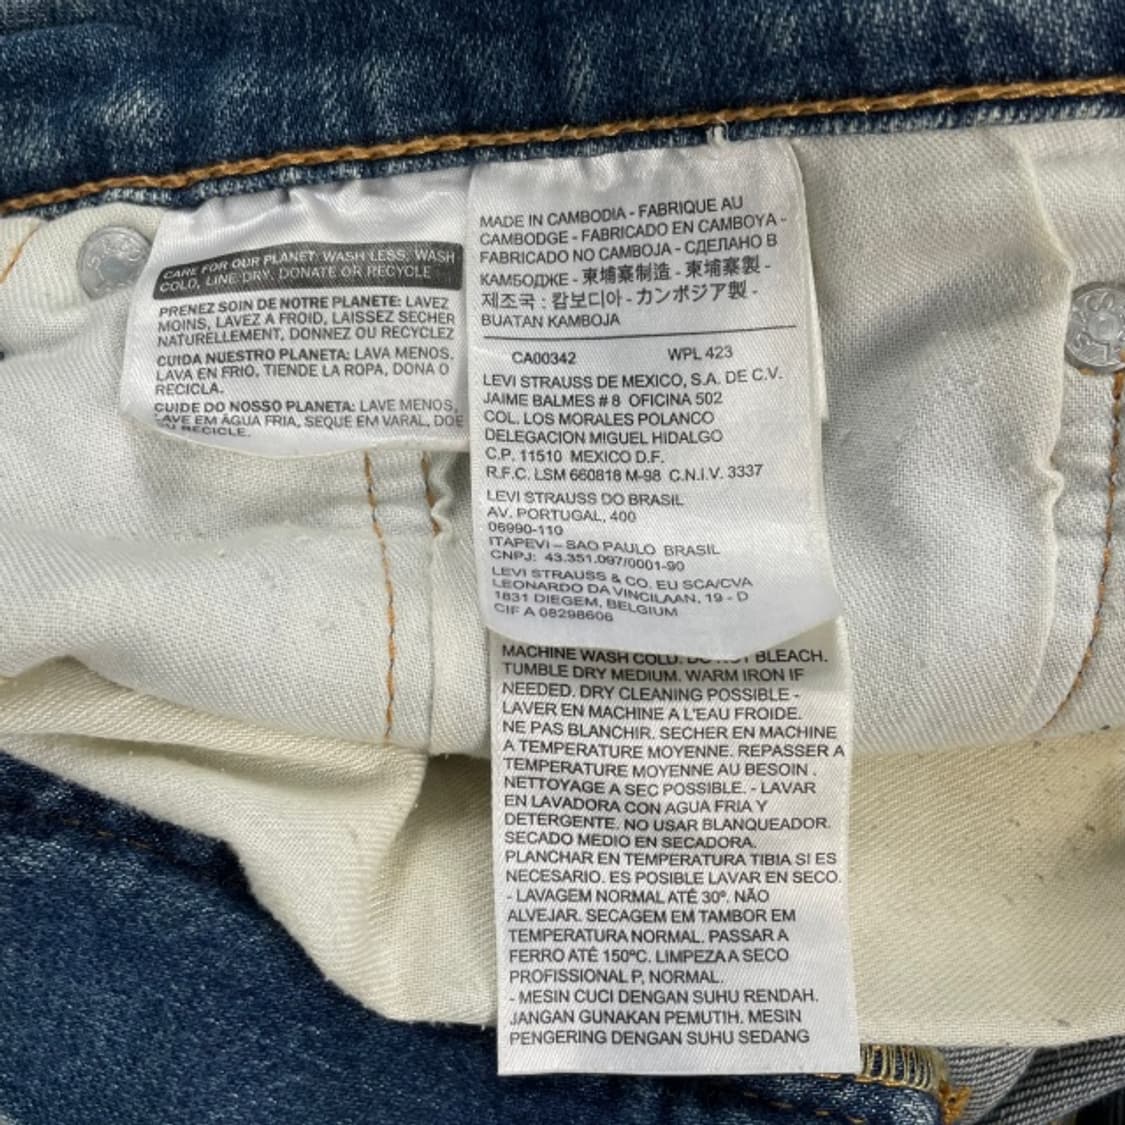 CARE FOR OUR PLANET: WASH LESS, WASH
COLD, LINE DRY, DONATE OR RECYCLE
PRENEZ SOIN DE NOTRE PLANETE: LAVEZ
MOINS, LAVEZ A FROID, LAISSEZ SECHER
NATURELLEMENT, DONNEZ OU RECYCLEZ
CUIDA NUESTRO PLANETA: LAVA MENOS,
LAVA EN FRIO, TIENDE LA ROPA, DONA O
RECICLA.
CUIDE DO NOSSO PLANETA: LAVE MENOS,
LAVE EM ÁGUA FRIA, SEQUE EM VARAL, DOE
OU RECICLE.
MADE IN CAMBODIA - FABRIQUE AU
CAMBODGE - FABRICADO EN CAMBOYA -
FABRICADO NO CAMBOJA - СДЕЛАНО В
КАМБОДЖЕ - 柬埔寨制造 - 柬埔寨製 -
제조국 : 캄보디아 - カンボジア製 -
BUATAN KAMBOJA
CA00342 WPL 423
LEVI STRAUSS DE MEXICO, S.A. DE C.V.
JAIME BALMES # 8 OFICINA 502
COL. LOS MORALES POLANCO
DELEGACION MIGUEL HIDALGO
C.P. 11510 MEXICO D.F.
R.F.C. LSM 660818 M-98 C.N.I.V. 3337
LEVI STRAUSS DO BRASIL
AV. PORTUGAL, 400
06990-110
ITAPEVI – SAO PAULO BRASIL
CNPJ: 43.351.097/0001-90
LEVI STRAUSS & CO. EU SCA/CVA
LEONARDO DA VINCILAAN, 19 - D
1831 DIEGEM, BELGIUM
CIF A 08298606
MACHINE WASH COLD. DO NOT BLEACH.
TUMBLE DRY MEDIUM. WARM IRON IF
NEEDED. DRY CLEANING POSSIBLE -
LAVER EN MACHINE A L'EAU FROIDE.
NE PAS BLANCHIR. SECHER EN MACHINE
A TEMPERATURE MOYENNE. REPASSER A
TEMPERATURE MOYENNE AU BESOIN .
NETTOYAGE A SEC POSSIBLE. - LAVAR
EN LAVADORA CON AGUA FRIA Y
DETERGENTE. NO USAR BLANQUEADOR.
SECADO MEDIO EN SECADORA.
PLANCHAR EN TEMPERATURA TIBIA SI ES
NECESARIO. ES POSIBLE LAVAR EN SECO.
- LAVAGEM NORMAL ATÉ 30º. NÃO
ALVEJAR. SECAGEM EM TAMBOR EM
TEMPERATURA NORMAL. PASSAR A
FERRO ATÉ 150ºC. LIMPEZA A SECO
PROFISSIONAL P, NORMAL.
- MESIN CUCI DENGAN SUHU RENDAH.
JANGAN GUNAKAN PEMUTIH. MESIN
PENGERING DENGAN SUHU SEDANG